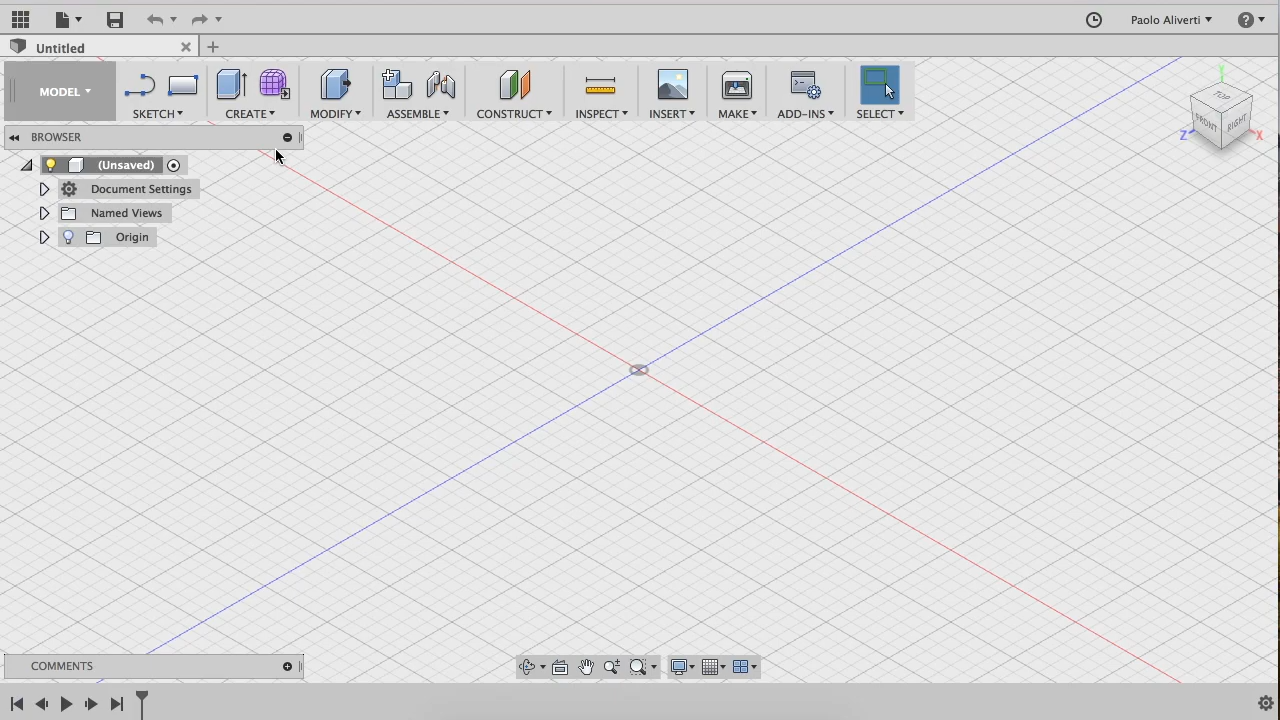 Paolo Aliverti
?
Untitled
MODEL
SKETCH
CREATE
MODIFY
ASSEMBLE
CONSTRUCT
INSPECT
INSERT
MAKE
ADD-INS
SELECT
Y
TOP
FRONT
RIGHT
Z
X
BROWSER
(Unsaved)
Document Settings
Named Views
Origin
COMMENTS